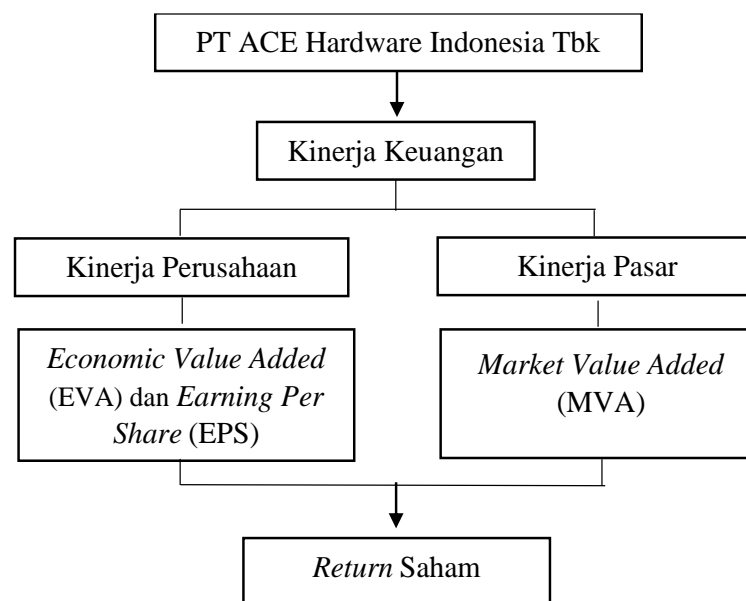 PT ACE Hardware Indonesia Tbk
Kinerja Keuangan
Kinerja Perusahaan
Kinerja Pasar
Economic Value Added
(EVA) dan Earning Per
Share (EPS)
Market Value Added
(MVA)
Return Saham